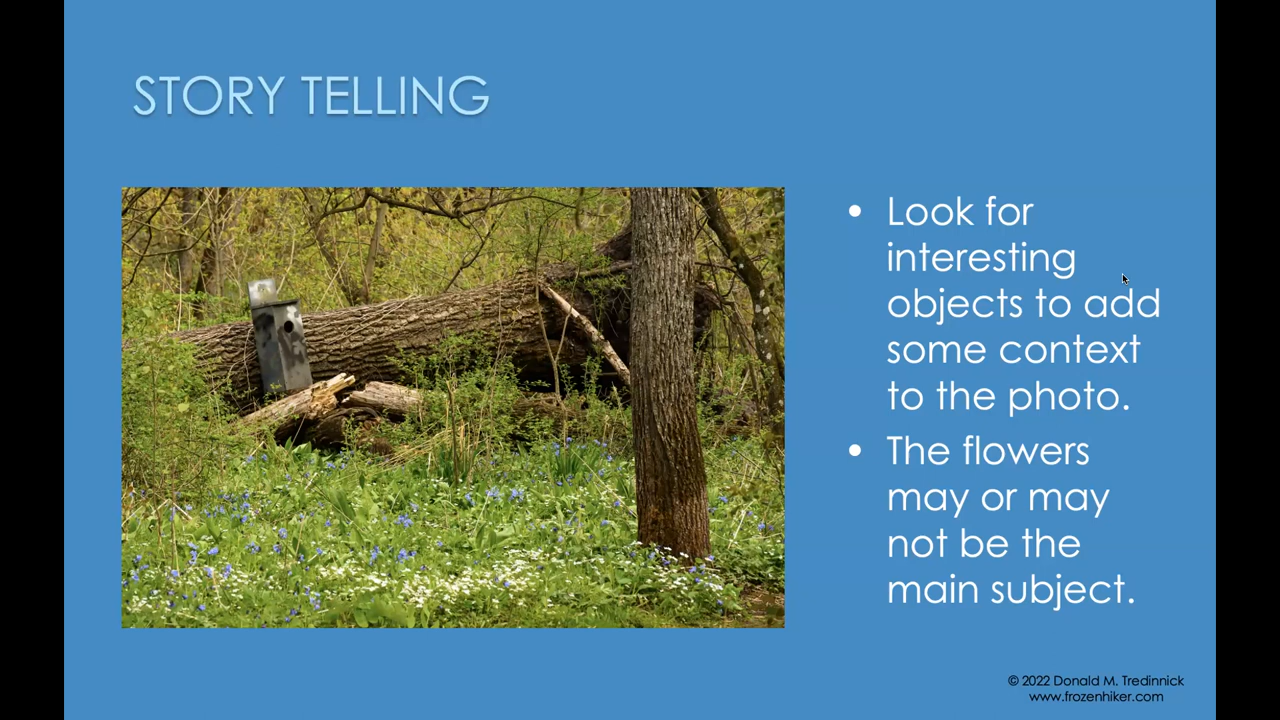 STORY TELLING
• Look for
interesting
objects to add
some context
to the photo.
• The flowers
may or may
not be the
main subject.
© 2022 Donald M. Tredinnick
www.frozenhiker.com